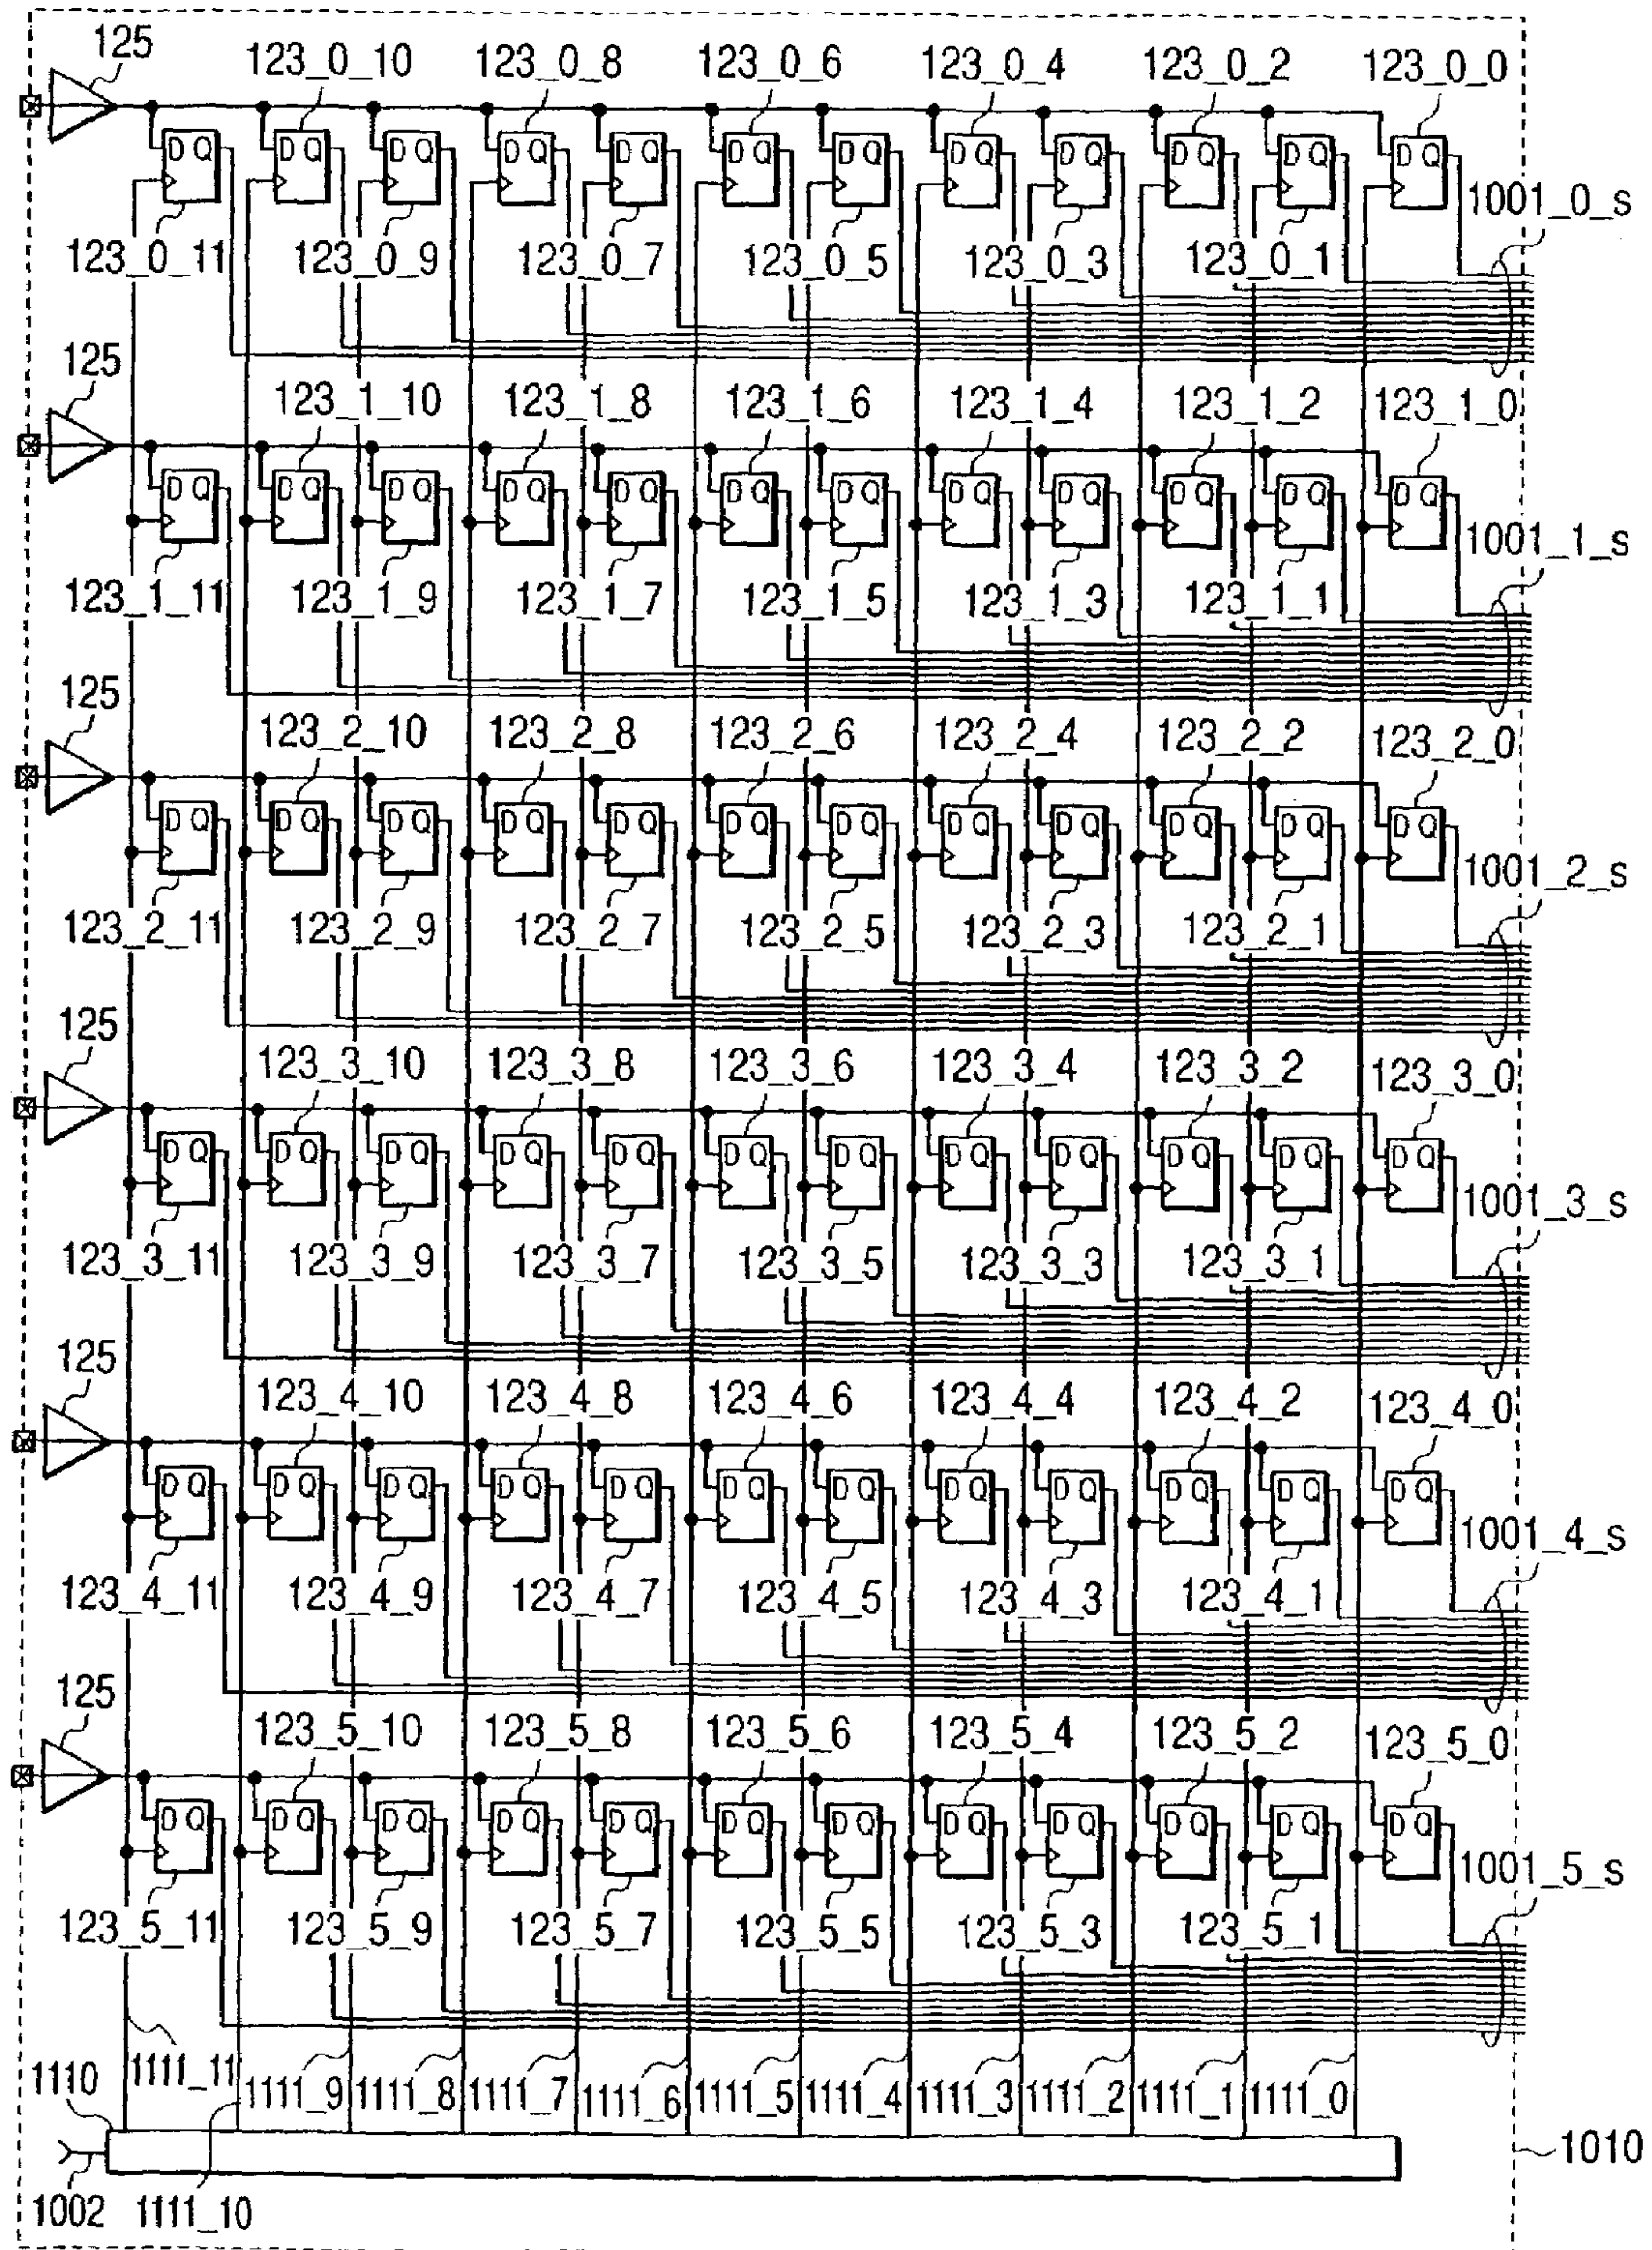 125 123_0_10 123_0_8 123_0_6 123_0_4 123_0_2 123_0_0
D Q D Q D Q D Q D Q D Q D Q D Q D Q D Q D Q D Q
1001_0_s
123_0_11 123_0_9 123_0_7 123_0_5 123_0_3 123_0_1
125 123_1_10 123_1_8 123_1_6 123_1_4 123_1_2 123_1_0
D Q D Q D Q D Q D Q D Q D Q D Q D Q D Q D Q D Q
1001_1_s
123_1_11 123_1_9 123_1_7 123_1_5 123_1_3 123_1_1
125 123_2_10 123_2_8 123_2_6 123_2_4 123_2_2 123_2_0
D Q D Q D Q D Q D Q D Q D Q D Q D Q D Q D Q D Q
1001_2_s
123_2_11 123_2_9 123_2_7 123_2_5 123_2_3 123_2_1
125 123_3_10 123_3_8 123_3_6 123_3_4 123_3_2 123_3_0
D Q D Q D Q D Q D Q D Q D Q D Q D Q D Q D Q D Q
1001_3_s
123_3_11 123_3_9 123_3_7 123_3_5 123_3_3 123_3_1
125 123_4_10 123_4_8 123_4_6 123_4_4 123_4_2 123_4_0
D Q D Q D Q D Q D Q D Q D Q D Q D Q D Q D Q D Q
1001_4_s
123_4_11 123_4_9 123_4_7 123_4_5 123_4_3 123_4_1
125 123_5_10 123_5_8 123_5_6 123_5_4 123_5_2 123_5_0
D Q D Q D Q D Q D Q D Q D Q D Q D Q D Q D Q D Q
1001_5_s
123_5_11 123_5_9 123_5_7 123_5_5 123_5_3 123_5_1
1110 1111_11 1111_9 1111_8 1111_7 1111_6 1111_5 1111_4 1111_3 1111_2 1111_1 1111_0
1010
1002 1111_10